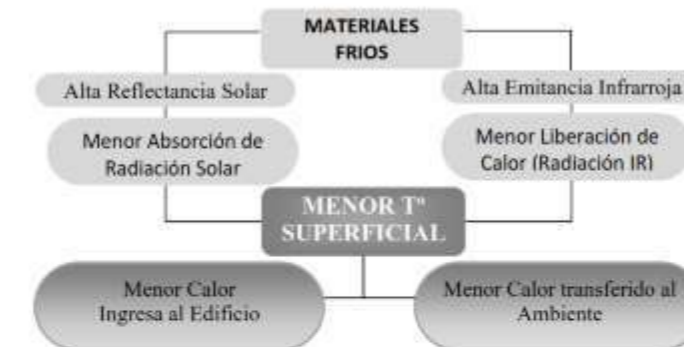 MATERIALES
FRIOS
Alta Reflectancia Solar
Alta Emitancia Infrarroja
Menor Absorción de
Radiación Solar
Menor Liberación de
Calor (Radiación IR)
MENOR Tº
SUPERFICIAL
Menor Calor
Ingresa al Edificio
Menor Calor transferido al
Ambiente